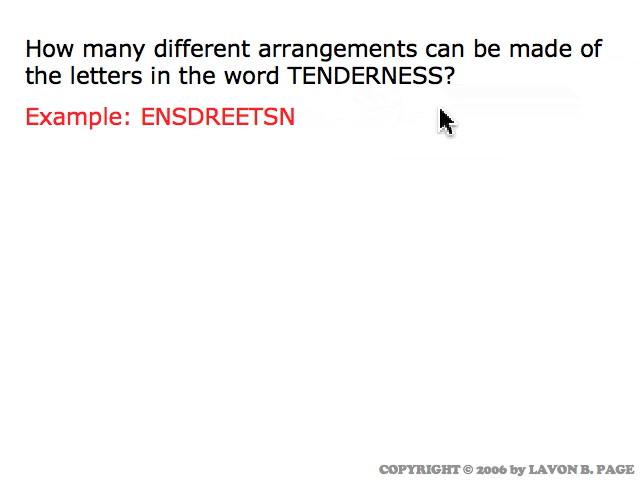 How many different arrangements can be made of
the letters in the word TENDERNESS?
Example: ENSDREETSN
COPYRIGHT © 2006 by LAVON B. PAGE